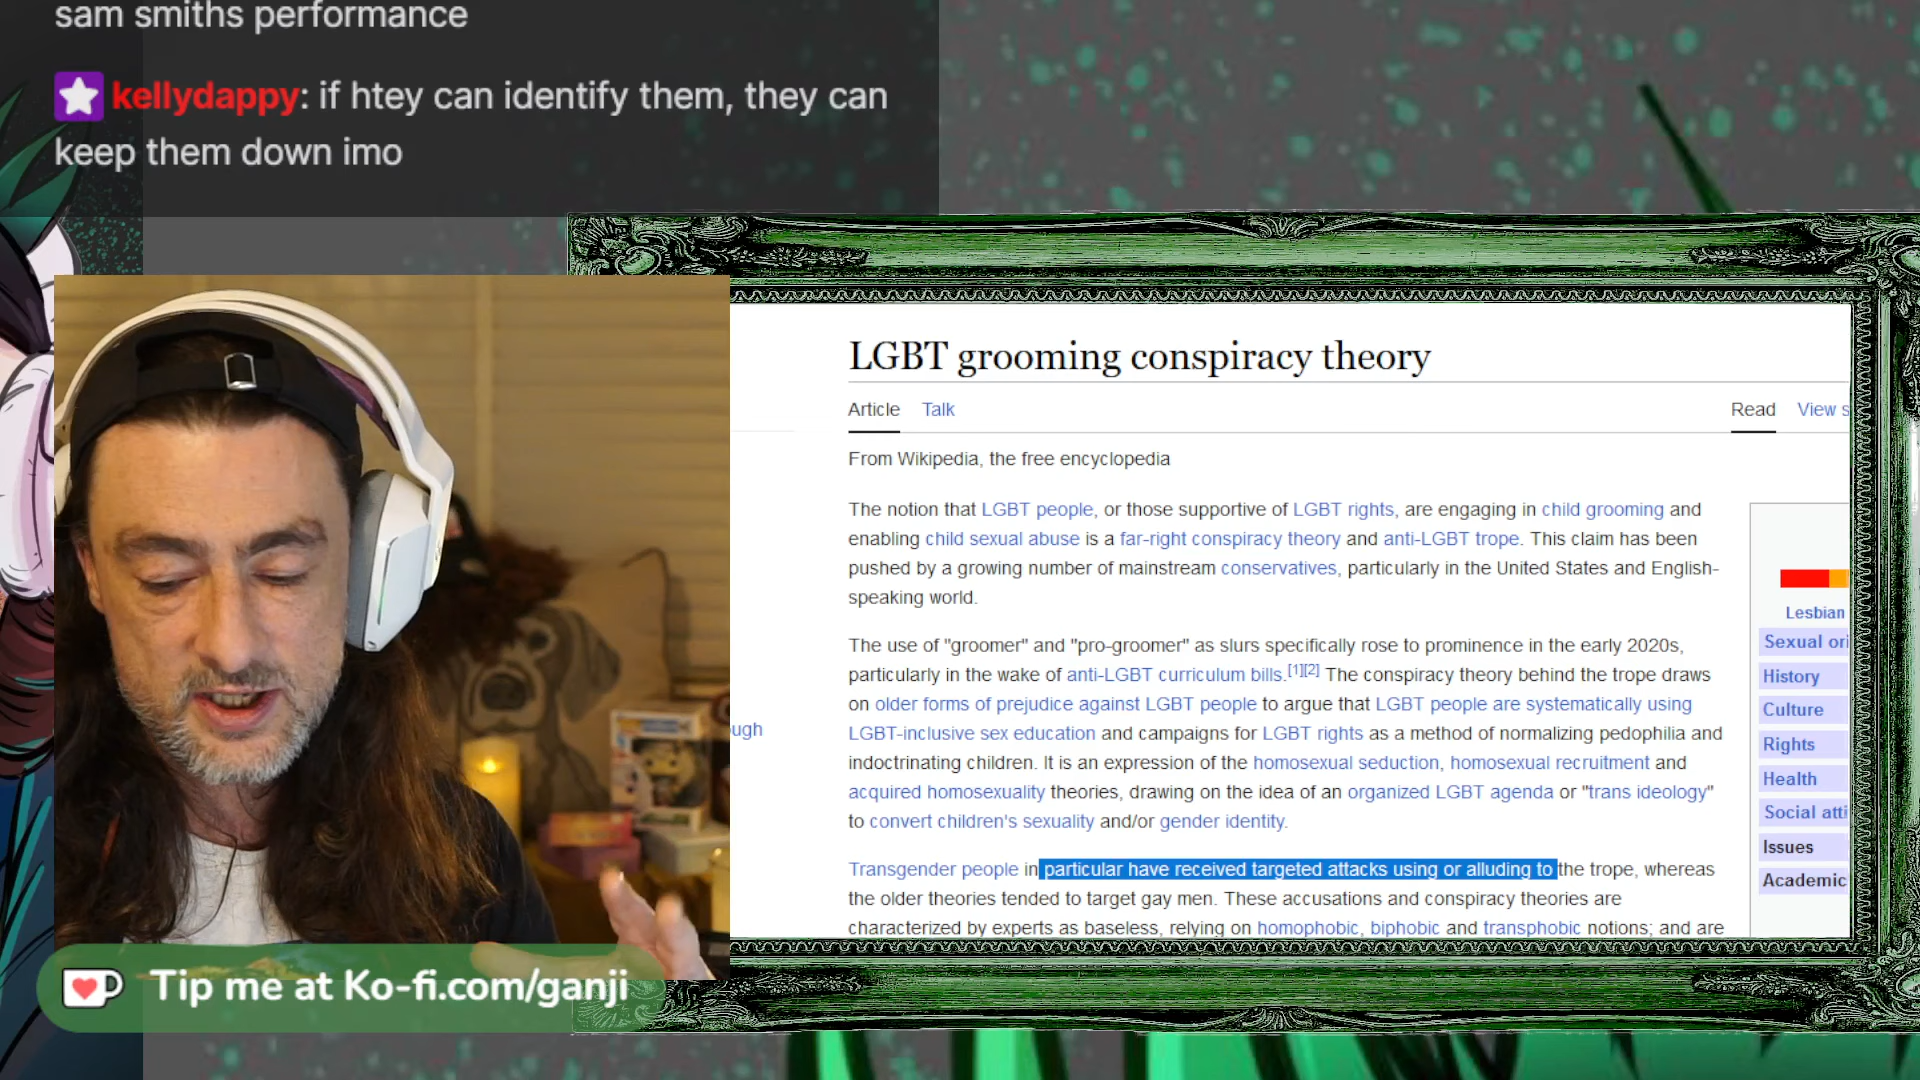 sam smiths performance
kellydappy: if htey can identify them, they can
keep them down imo
LGBT grooming conspiracy theory
Article Talk Read View s
From Wikipedia, the free encyclopedia
The notion that LGBT people, or those supportive of LGBT rights, are engaging in child grooming and
enabling child sexual abuse is a far-right conspiracy theory and anti-LGBT trope. This claim has been
pushed by a growing number of mainstream conservatives, particularly in the United States and English-
speaking world.
The use of "groomer" and "pro-groomer" as slurs specifically rose to prominence in the early 2020s,
particularly in the wake of anti-LGBT curriculum bills.[1][2] The conspiracy theory behind the trope draws
on older forms of prejudice against LGBT people to argue that LGBT people are systematically using
LGBT-inclusive sex education and campaigns for LGBT rights as a method of normalizing pedophilia and
indoctrinating children. It is an expression of the homosexual seduction, homosexual recruitment and
acquired homosexuality theories, drawing on the idea of an organized LGBT agenda or "trans ideology"
to convert children's sexuality and/or gender identity.
Transgender people in particular have received targeted attacks using or alluding to the trope, whereas
the older theories tended to target gay men. These accusations and conspiracy theories are
characterized by experts as baseless, relying on homophobic, biphobic and transphobic notions; and are
ugh
Lesbian
Sexual ori
History
Culture
Rights
Health
Social atti
Issues
Academic
Tip me at Ko-fi.com/ganji